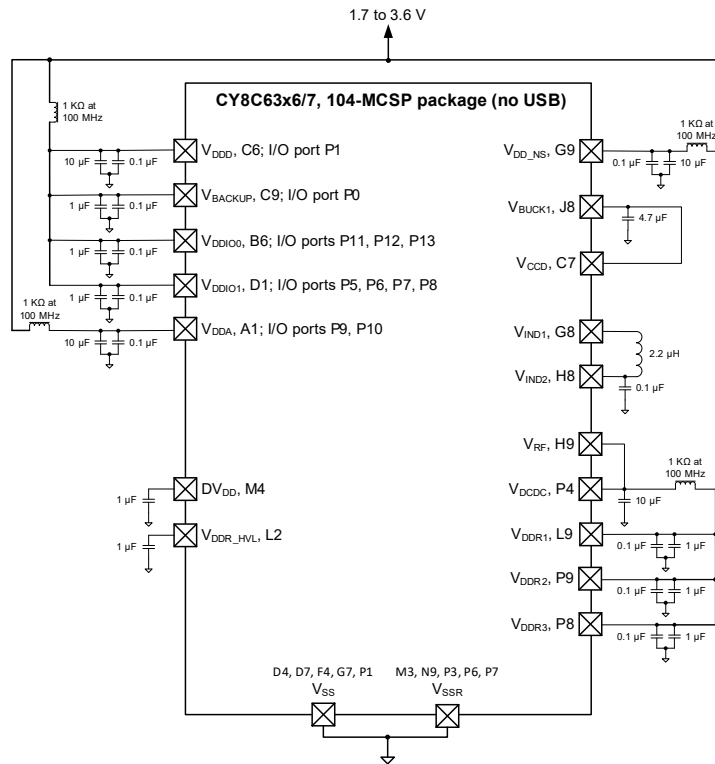 1.7 to 3.6 V
CY8C63x6/7, 104-MCSP package (no USB)
1 KΩ at
100 MHz
10 µF
0.1 µF
VDDD, C6; I/O port P1
1 µF
0.1 µF
VBACKUP, C9; I/O port P0
1 µF
0.1 µF
VDDIO0, B6; I/O ports P11, P12, P13
1 µF
0.1 µF
VDDIO1, D1; I/O ports P5, P6, P7, P8
1 KΩ at
100 MHz
10 µF
0.1 µF
VDDA, A1; I/O ports P9, P10
1 µF
DVDD, M4
1 µF
VDDR_HVL, L2
VDD_NS, G9
0.1 µF
10 µF
1 KΩ at
100 MHz
VBUCK1, J8
4.7 µF
VCCD, C7
VIND1, G8
2.2 µH
VIND2, H8
0.1 µF
VRF, H9
1 KΩ at
100 MHz
VDCDC, P4
10 µF
VDDR1, L9
0.1 µF
1 µF
VDDR2, P9
0.1 µF
1 µF
VDDR3, P8
0.1 µF
1 µF
D4, D7, F4, G7, P1
VSS
M3, N9, P3, P6, P7
VSSR